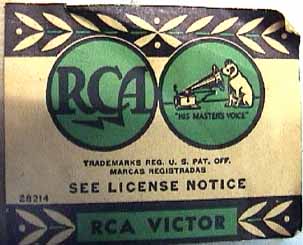 RCA
"HIS MASTER'S VOICE"
TRADEMARKS REG. U. S. PAT. OFF.
MARCAS REGISTRADAS
SEE LICENSE NOTICE
28214
RCA VICTOR